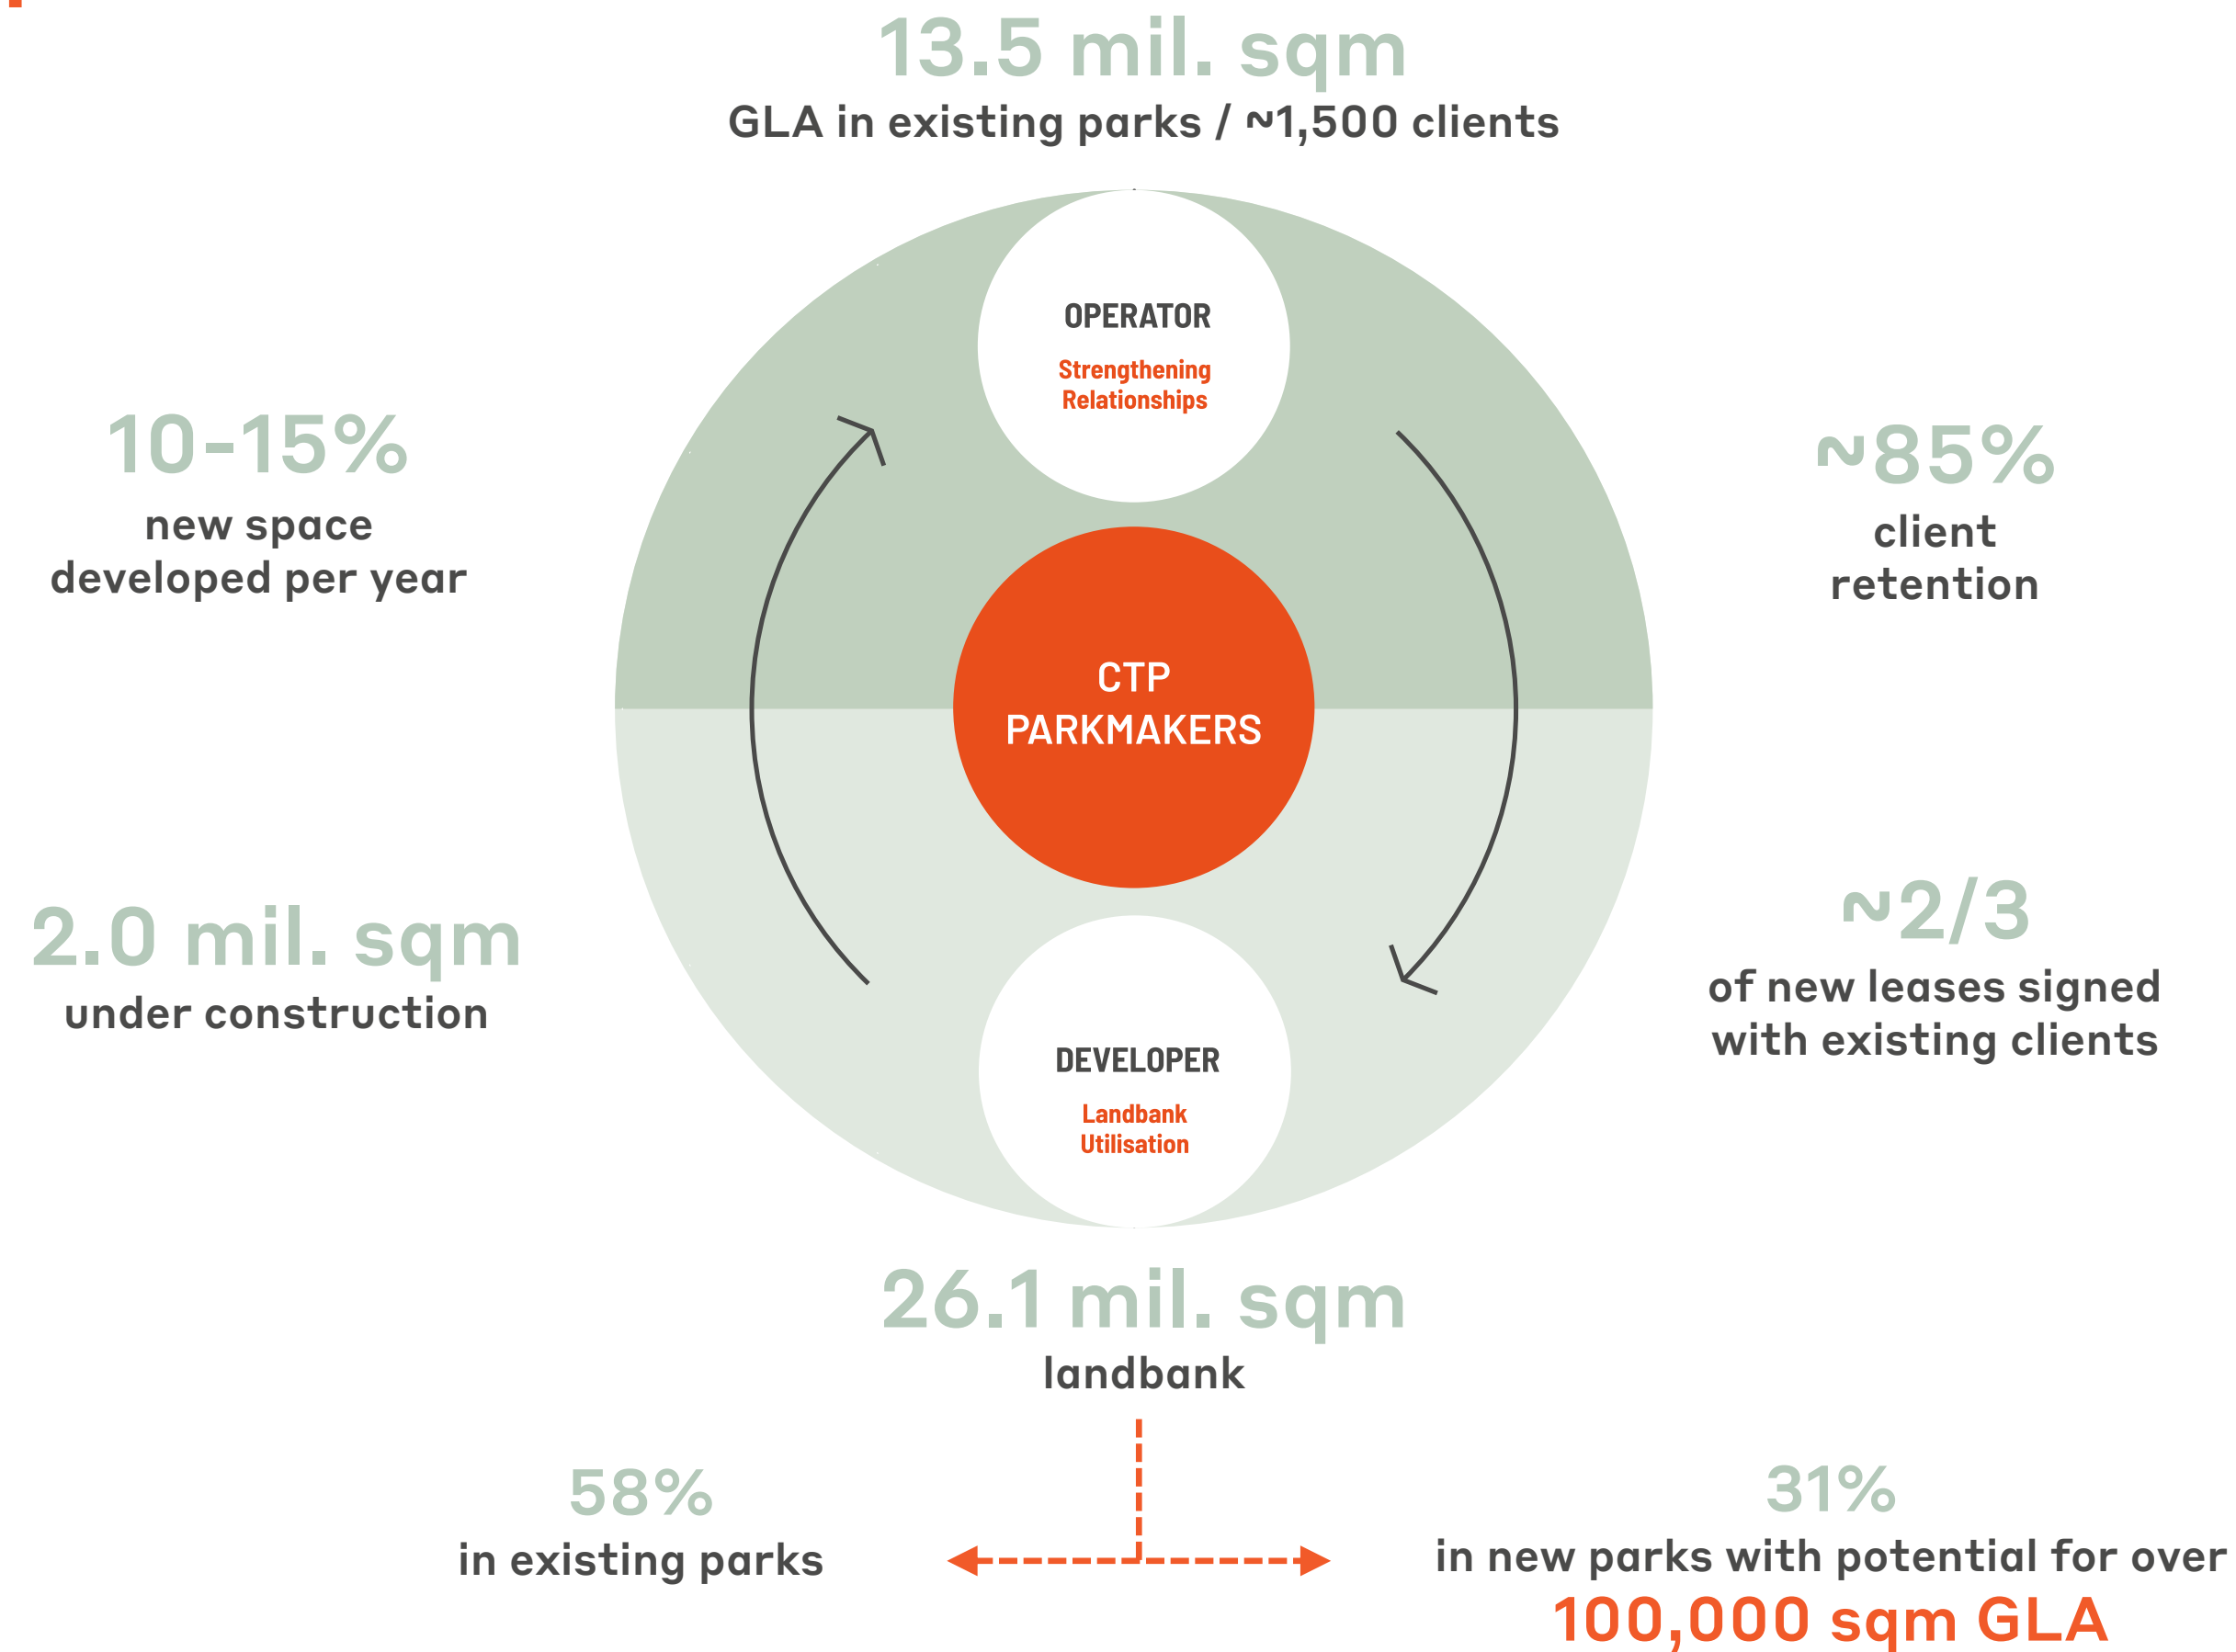 13.5 mil. sqm
GLA in existing parks / ~1,500 clients
OPERATOR
Strengthening
Relationships
10-15%
new space
developed per year
~85%
client
retention
CTP
PARKMAKERS
2.0 mil. sqm
under construction
~2/3
of new leases signed
with existing clients
DEVELOPER
Landbank
Utilisation
26.1 mil. sqm
landbank
58%
in existing parks
31%
in new parks with potential for over
100,000 sqm GLA